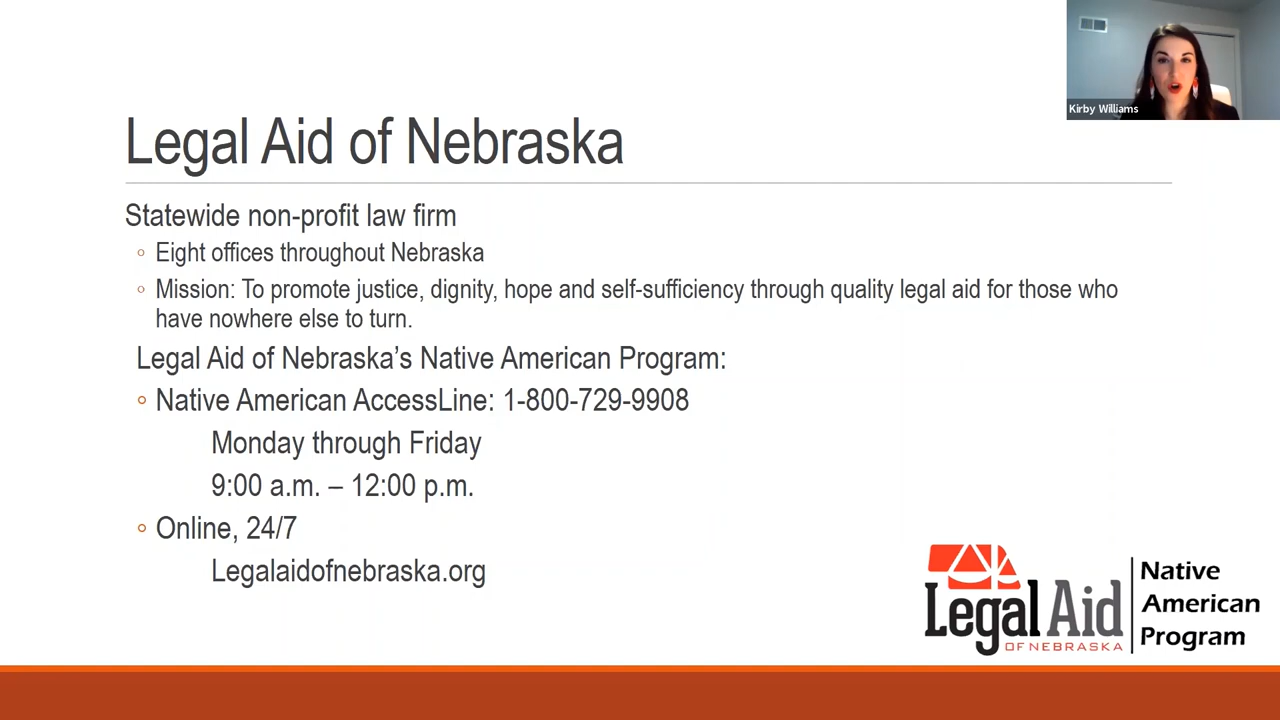 Kirby Williams
Legal Aid of Nebraska
Statewide non-profit law firm
◦ Eight offices throughout Nebraska
◦ Mission: To promote justice, dignity, hope and self-sufficiency through quality legal aid for those who
have nowhere else to turn.
Legal Aid of Nebraska’s Native American Program:
◦ Native American AccessLine: 1-800-729-9908
Monday through Friday
9:00 a.m. – 12:00 p.m.
◦ Online, 24/7
Legalaidofnebraska.org
Legal Aid
OF NEBRASKA
Native
American
Program